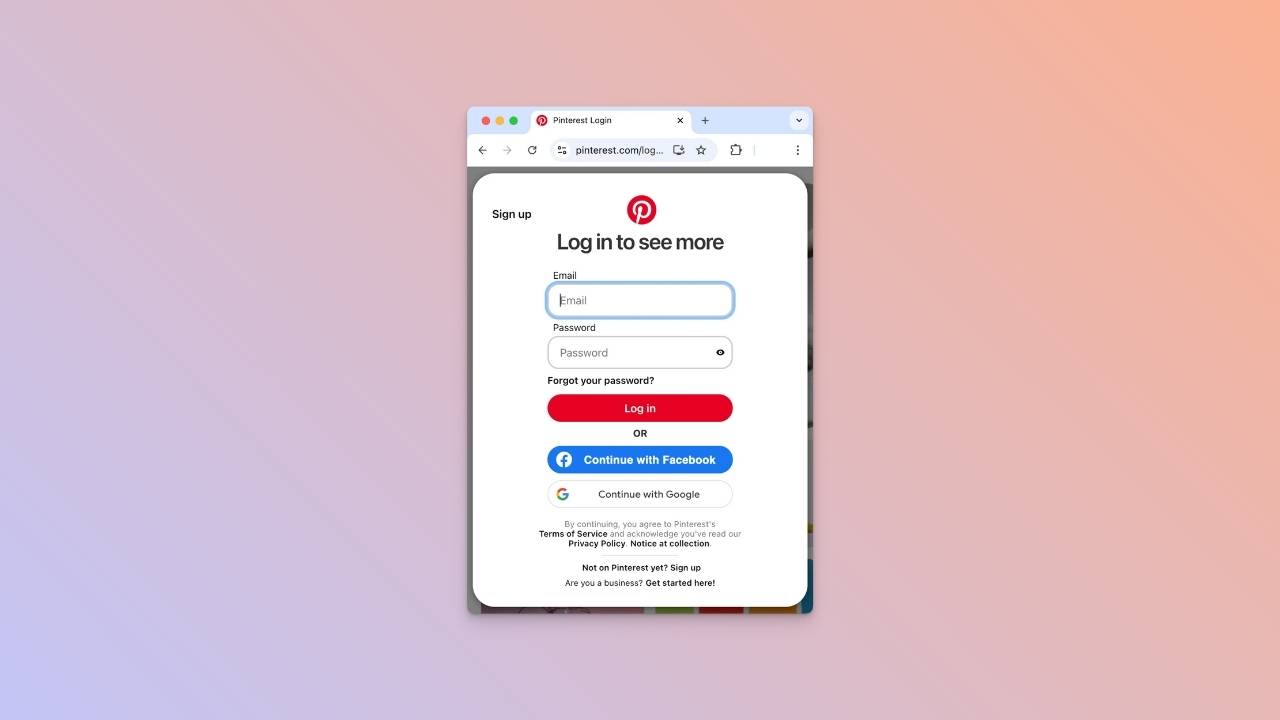 Pinterest Login
pinterest.com/log...
Sign up
Log in to see more
Email
Email
Password
Password
Forgot your password?
Log in
OR
Continue with Facebook
Continue with Google
By continuing, you agree to Pinterest's
Terms of Service and acknowledge you've read our
Privacy Policy. Notice at collection.
Not on Pinterest yet? Sign up
Are you a business? Get started here!